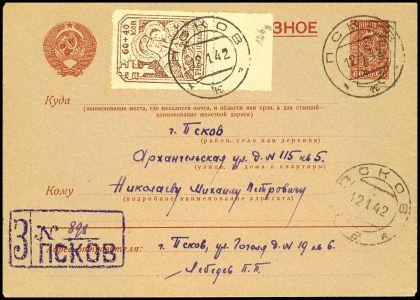 ЗНОЕ
60+40
КОП
ПСКОВ
12.1.42
ПСКОВ
Куда
(наименование места, где находится почта, и области или края, а для станций-
наименование железной дороги)
г. Псков
(район, село или деревня)
Архангельская ул. д. № 115 кв 5.
(улица, № дома и квартиры)
ПСКОВ
12.1.42
Кому Николаеву Михаилу Петровичу
(подробное наименование адресата)
З № 898
ПСКОВ
Адрес отправителя: г. Псков, ул. Гоголя д. № 19 кв 6.
Лебедев П.П.